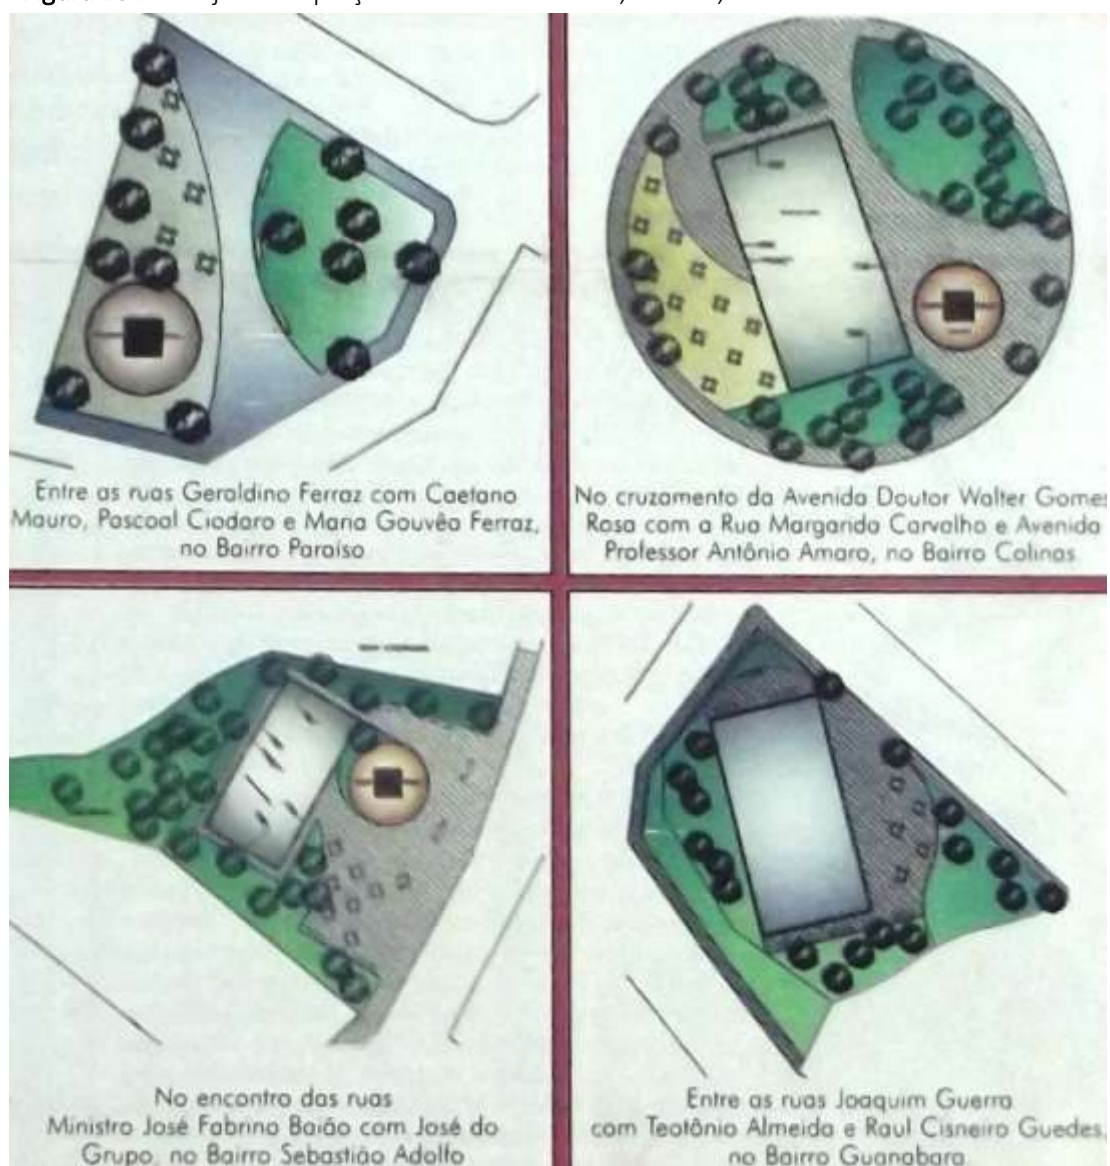 Entre as ruas Geraldino Ferraz com Caetano
Mauro, Pascoal Ciodaro e Maria Gouvêa Ferraz,
no Bairro Paraíso
No cruzamento da Avenida Doutor Walter Gomes
Rosa com a Rua Margarida Carvalho e Avenida
Professor Antônio Amaro, no Bairro Colinas.
No encontro das ruas
Ministro José Fabrino Baião com José do
Grupo, no Bairro Sebastião Adolfo
Entre as ruas Joaquim Guerra
com Teotônio Almeida e Raul Cisneiro Guedes,
no Bairro Guanabara